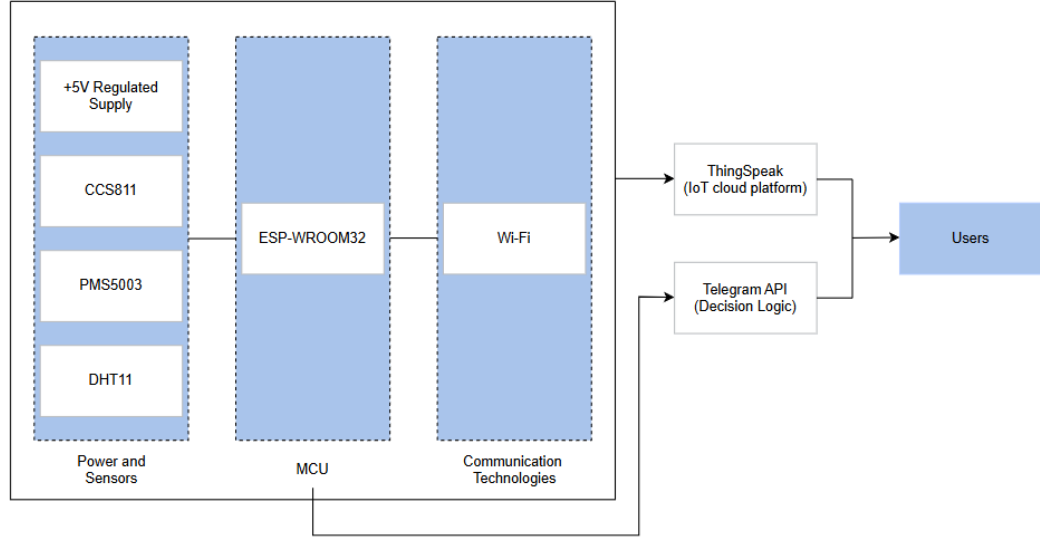 +5V Regulated
Supply
CCS811
PMS5003
DHT11
Power and
Sensors
ESP-WROOM32
MCU
Wi-Fi
Communication
Technologies
ThingSpeak
(IoT cloud platform)
Telegram API
(Decision Logic)
Users